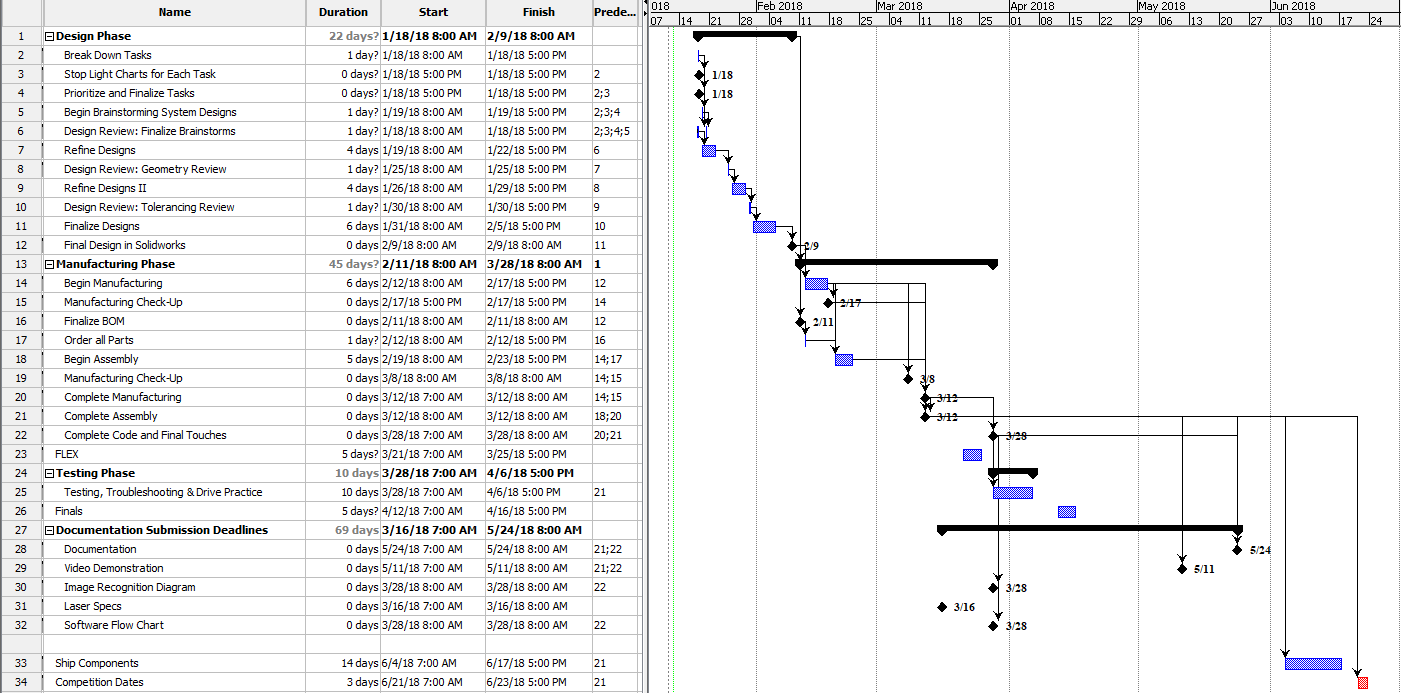 Name Duration Start Finish Prede... 018 Feb 2018 Mar 2018 Apr 2018 May 2018 Jun 2018
07 14 21 28 04 11 18 25 04 11 18 25 01 08 15 22 29 06 13 20 27 03 10 17 24
1 Design Phase 22 days? 1/18/18 8:00 AM 2/9/18 8:00 AM
2 Break Down Tasks 1 day? 1/18/18 8:00 AM 1/18/18 5:00 PM
3 Stop Light Charts for Each Task 0 days? 1/18/18 5:00 PM 1/18/18 5:00 PM 2 1/18
4 Prioritize and Finalize Tasks 0 days? 1/18/18 5:00 PM 1/18/18 5:00 PM 2;3 1/18
5 Begin Brainstorming System Designs 1 day? 1/19/18 8:00 AM 1/19/18 5:00 PM 2;3;4
6 Design Review: Finalize Brainstorms 1 day? 1/18/18 8:00 AM 1/18/18 5:00 PM 2;3;4;5
7 Refine Designs 4 days 1/19/18 8:00 AM 1/22/18 5:00 PM 6
8 Design Review: Geometry Review 1 day? 1/25/18 8:00 AM 1/25/18 5:00 PM 7
9 Refine Designs II 4 days 1/26/18 8:00 AM 1/29/18 5:00 PM 8
10 Design Review: Tolerancing Review 1 day? 1/30/18 8:00 AM 1/30/18 5:00 PM 9
11 Finalize Designs 6 days 1/31/18 8:00 AM 2/5/18 5:00 PM 10
12 Final Design in Solidworks 0 days 2/9/18 8:00 AM 2/9/18 8:00 AM 11 2/9
13 Manufacturing Phase 45 days? 2/11/18 8:00 AM 3/28/18 8:00 AM 1
14 Begin Manufacturing 6 days 2/12/18 8:00 AM 2/17/18 5:00 PM 12
15 Manufacturing Check-Up 0 days 2/17/18 5:00 PM 2/17/18 5:00 PM 14 2/17
16 Finalize BOM 0 days 2/11/18 8:00 AM 2/11/18 8:00 AM 12 2/11
17 Order all Parts 1 day? 2/12/18 8:00 AM 2/12/18 5:00 PM 16
18 Begin Assembly 5 days 2/19/18 8:00 AM 2/23/18 5:00 PM 14;17
19 Manufacturing Check-Up 0 days 3/8/18 8:00 AM 3/8/18 8:00 AM 14;15 3/8
20 Complete Manufacturing 0 days 3/12/18 7:00 AM 3/12/18 8:00 AM 14;15 3/12
21 Complete Assembly 0 days 3/12/18 8:00 AM 3/12/18 8:00 AM 18;20 3/12
22 Complete Code and Final Touches 0 days 3/28/18 7:00 AM 3/28/18 8:00 AM 20;21 3/28
23 FLEX 5 days? 3/21/18 7:00 AM 3/25/18 5:00 PM
24 Testing Phase 10 days 3/28/18 7:00 AM 4/6/18 5:00 PM
25 Testing, Troubleshooting & Drive Practice 10 days 3/28/18 7:00 AM 4/6/18 5:00 PM 21
26 Finals 5 days? 4/12/18 7:00 AM 4/16/18 5:00 PM
27 Documentation Submission Deadlines 69 days 3/16/18 7:00 AM 5/24/18 8:00 AM
28 Documentation 0 days 5/24/18 7:00 AM 5/24/18 8:00 AM 21;22 5/24
29 Video Demonstration 0 days 5/11/18 7:00 AM 5/11/18 8:00 AM 21;22 5/11
30 Image Recognition Diagram 0 days 3/28/18 8:00 AM 3/28/18 8:00 AM 22 3/28
31 Laser Specs 0 days 3/16/18 7:00 AM 3/16/18 8:00 AM 3/16
32 Software Flow Chart 0 days 3/28/18 8:00 AM 3/28/18 8:00 AM 22 3/28
33 Ship Components 14 days 6/4/18 7:00 AM 6/17/18 5:00 PM 21
34 Competition Dates 3 days 6/21/18 7:00 AM 6/23/18 5:00 PM 21